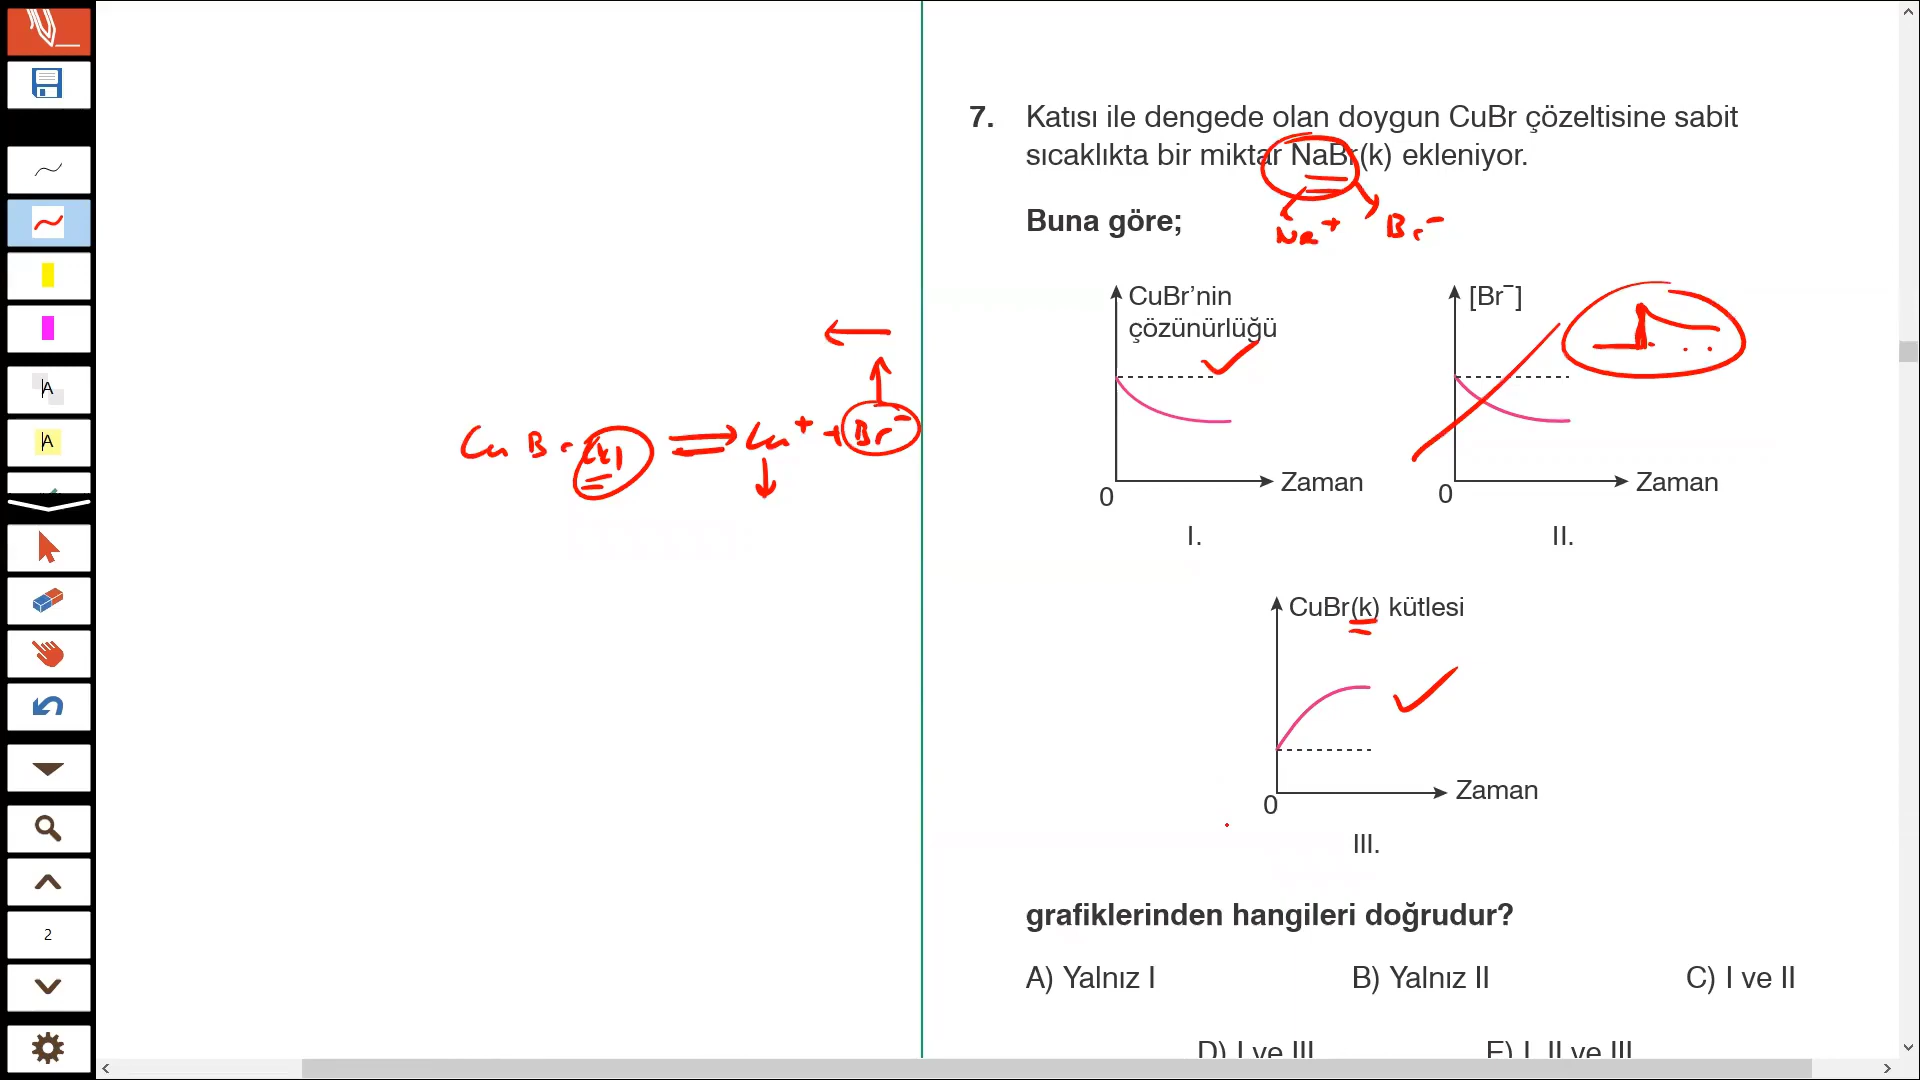 7. Katısı ile dengede olan doygun CuBr çözeltisine sabit
sıcaklıkta bir miktar NaBr(k) ekleniyor.
Na+ Br−
Buna göre;
CuBr'nin
çözünürlüğü
0
Zaman
I.
[Br−]
0
Zaman
II.
CuBr(k) ⇌ Cu+ + Br−
CuBr(k) kütlesi
0
Zaman
III.
grafiklerinden hangileri doğrudur?
A) Yalnız I B) Yalnız II C) I ve II
D) I ve III E) I, II ve III
A
A
2